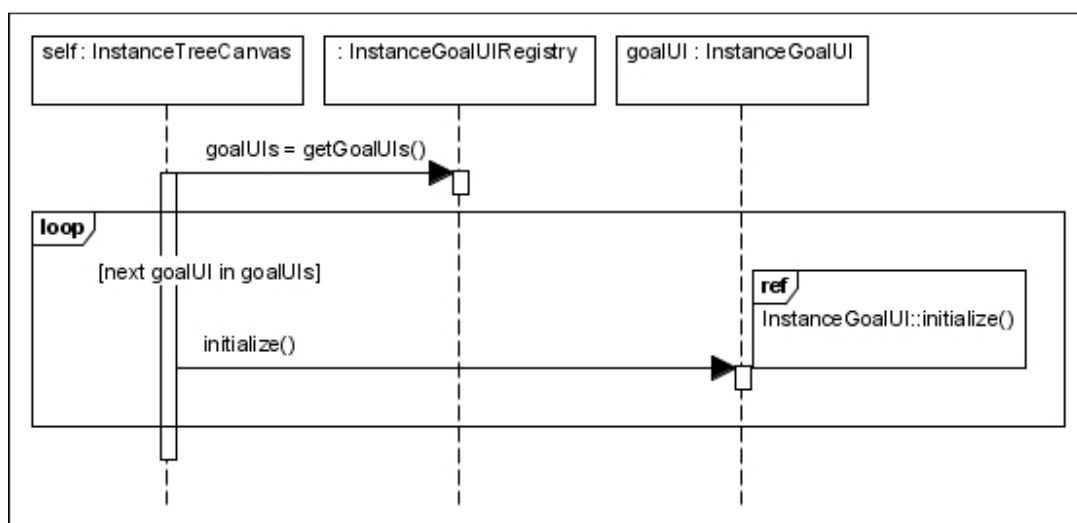 self : InstanceTreeCanvas
: InstanceGoalUIRegistry
goalUI : InstanceGoalUI
goalUIs = getGoalUIs()
loop
[next goalUI in goalUIs]
ref
InstanceGoalUI::initialize()
initialize()